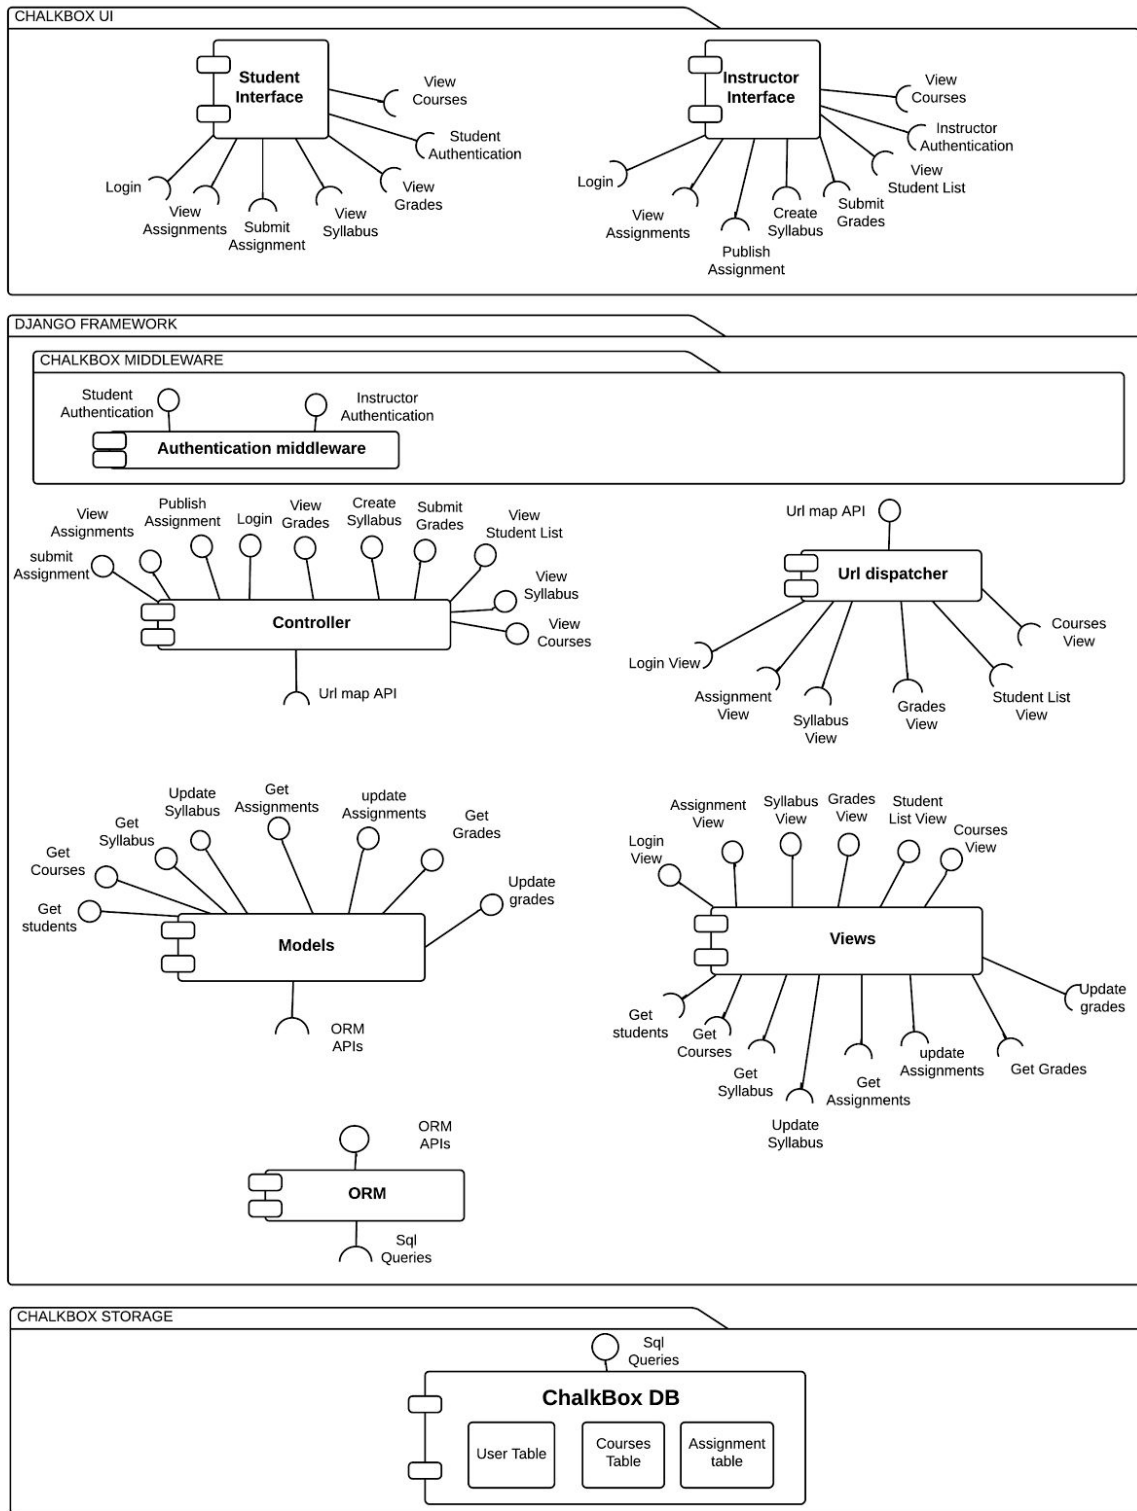 CHALKBOX UI
Student
Interface
View
Courses
Student
Authentication
Login
View
Assignments
Submit
Assignment
View
Syllabus
View
Grades
Instructor
Interface
View
Courses
Instructor
Authentication
View
Student List
Login
View
Assignments
Publish
Assignment
Create
Syllabus
Submit
Grades
DJANGO FRAMEWORK
CHALKBOX MIDDLEWARE
Student
Authentication
Instructor
Authentication
Authentication middleware
submit
Assignment
View
Assignments
Publish
Assignment
Login
View
Grades
Create
Syllabus
Submit
Grades
View
Student List
View
Syllabus
View
Courses
Controller
Url map API
Url map API
Url dispatcher
Login View
Assignment
View
Syllabus
View
Grades
View
Student List
View
Courses
View
Get
students
Get
Courses
Get
Syllabus
Update
Syllabus
Get
Assignments
update
Assignments
Get
Grades
Update
grades
Models
ORM
APIs
Login
View
Assignment
View
Syllabus
View
Grades
View
Student
List View
Courses
View
Views
Get
students
Get
Courses
Get
Syllabus
Update
Syllabus
Get
Assignments
update
Assignments
Get Grades
Update
grades
ORM
APIs
ORM
Sql
Queries
CHALKBOX STORAGE
Sql
Queries
ChalkBox DB
User Table
Courses
Table
Assignment
table